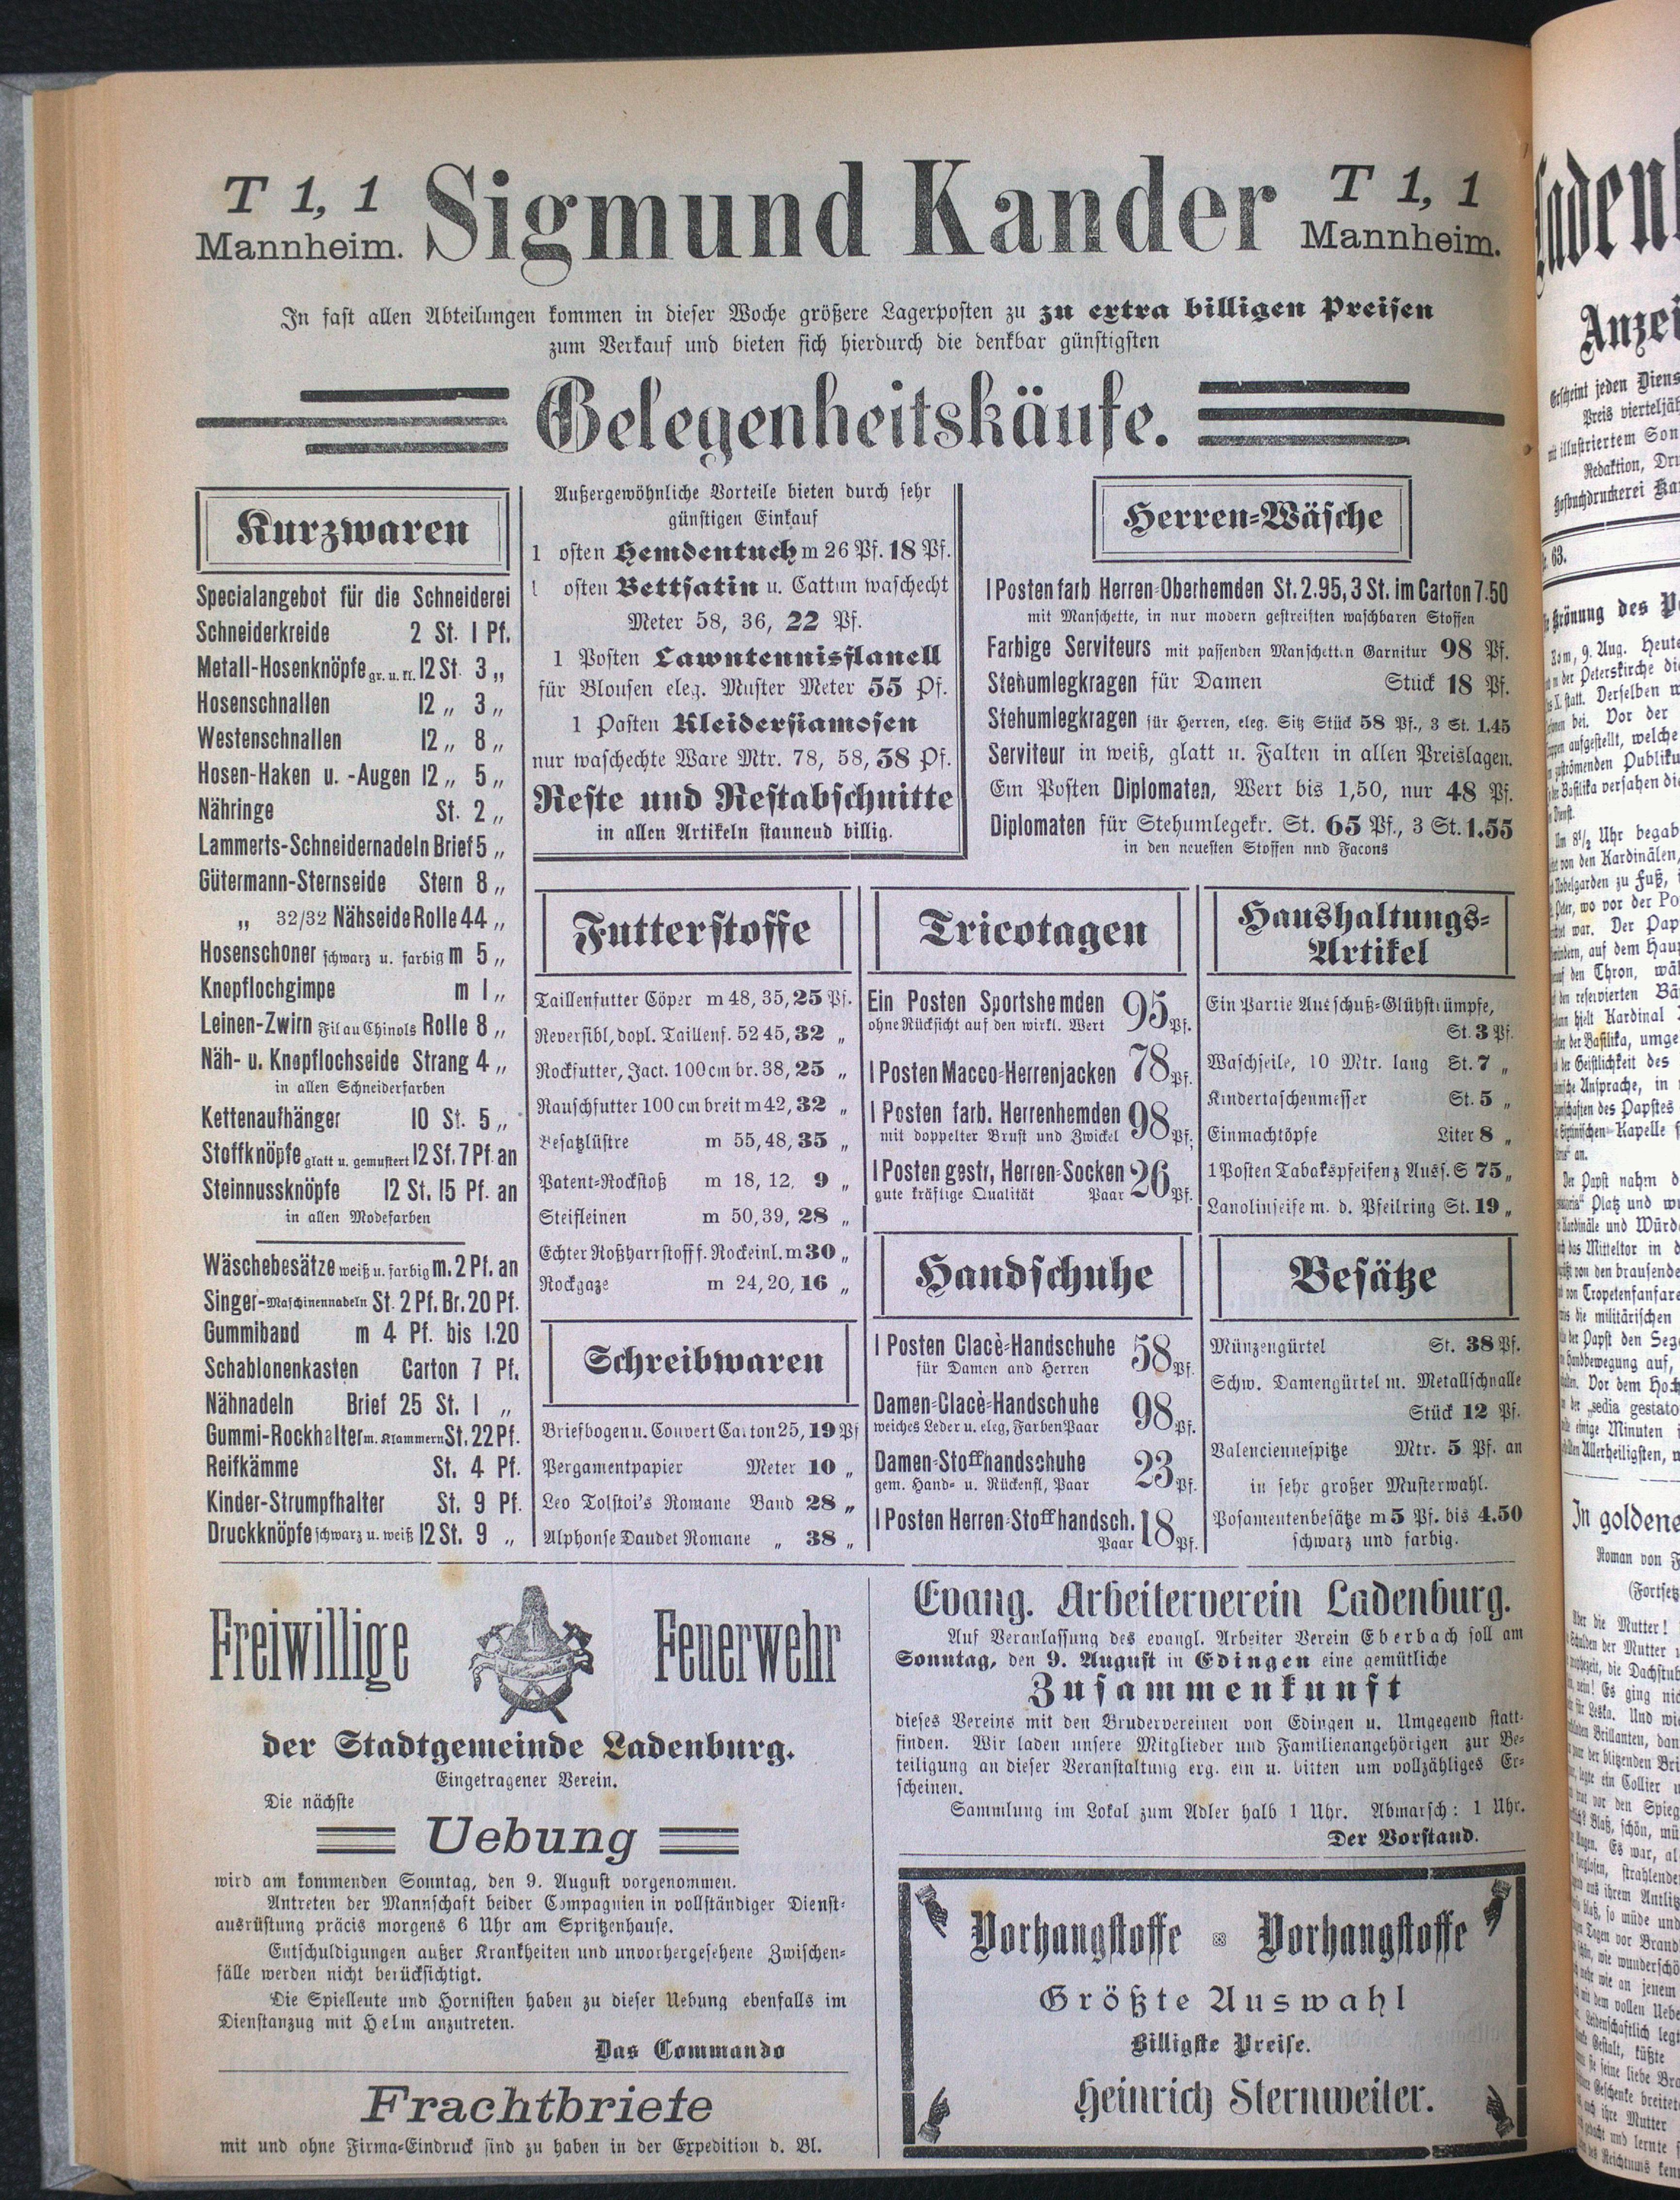 T 1, 1
Mannheim.
Sigmund Kander
T 1, 1
Mannheim.
In fast allen Abteilungen kommen in dieser Woche größere Lagerposten zu zu extra billigen Preisen
zum Verkauf und bieten sich hierdurch die denkbar günstigsten
Gelegenheitskäufe.
Kurzwaren
Specialangebot für die Schneiderei
Schneiderkreide 2 St. 1 Pf.
Metall-Hosenknöpfe gr. u. kl. 12 St. 3 „
Hosenschnallen 12 „ 3 „
Westenschnallen 12 „ 8 „
Hosen-Haken u. -Augen 12 „ 5 „
Nähringe St. 2 „
Lammerts-Schneidernadeln Brief 5 „
Gütermann-Sternseide Stern 8 „
„ 32/32 Nähseide Rolle 44 „
Hosenschoner schwarz u. farbig m 5 „
Knopflochgimpe m 1 „
Leinen-Zwirn Fil au Chinols Rolle 8 „
Näh- u. Knopflochseide Strang 4 „
in allen Schneiderfarben
Kettenaufhänger 10 St. 5 „
Stoffknöpfe glatt u. gemustert 12 St. 7 Pf. an
Steinnussknöpfe 12 St. 15 Pf. an
in allen Modefarben
Wäschebesätze weiß u. farbig m. 2 Pf. an
Singer-Maschinennadeln St. 2 Pf. Br. 20 Pf.
Gummiband m 4 Pf. bis 1.20
Schablonenkasten Carton 7 Pf.
Nähnadeln Brief 25 St. 1 „
Gummi-Rockhalter m. Klammern St. 22 Pf.
Reifkämme St. 4 Pf.
Kinder-Strumpfhalter St. 9 Pf.
Druckknöpfe schwarz u. weiß 12 St. 9 „
Außergewöhnliche Vorteile bieten durch sehr
günstigen Einkauf
1 osten Hemdentuch m 26 Pf. 18 Pf.
1 osten Bettsatin u. Cattun waschecht
Meter 58, 36, 22 Pf.
1 Posten Lawntennisflanell
für Blousen eleg. Muster Meter 55 Pf.
1 Posten Kleidersiamosen
nur waschechte Ware Mtr. 78, 58, 38 Pf.
Reste und Restabschnitte
in allen Artikeln staunend billig.
Herren-Wäsche
1 Posten farb Herren-Oberhemden St. 2.95, 3 St. im Carton 7.50
mit Manschette, in nur modern gestreiften waschbaren Stoffen
Farbige Serviteurs mit passenden Manschetten Garnitur 98 Pf.
Stehumlegkragen für Damen Stück 18 Pf.
Stehumlegkragen für Herren, eleg. Sitz Stück 58 Pf., 3 St. 1.45
Serviteur in weiß, glatt u. Falten in allen Preislagen.
Ein Posten Diplomaten, Wert bis 1,50, nur 48 Pf.
Diplomaten für Stehumlegekr. St. 65 Pf., 3 St. 1.55
in den neuesten Stoffen nnd Facons
Futterstoffe
Taillenfutter Cöper m 48, 35, 25 Pf.
Reversibl, dopl. Taillenf. 52 45, 32 „
Rockfutter, Jact. 100 cm br. 38, 25 „
Rauschfutter 100 cm breit m 42, 32 „
Besatzlüstre m 55, 48, 35 „
Patent-Rockstoß m 18, 12, 9 „
Steifleinen m 50, 39, 28 „
Echter Roßharrstoff f. Rockeinl. m 30 „
Rockgaze m 24, 20, 16 „
Schreibwaren
Briefbogen u. Couvert Carton 25, 19 Pf
Pergamentpapier Meter 10 „
Leo Tolstoi's Romane Band 28 „
Alphonse Daudet Romane „ 38 „
Tricotagen
Ein Posten Sportshemden 95 Pf.
ohne Rücksicht auf den wirkl. Wert
1 Posten Macco-Herrenjacken 78 Pf.
1 Posten farb. Herrenhemden 98 Pf.
mit doppelter Brust und Zwickel
1 Posten gestr, Herren-Socken 26 Pf.
gute kräftige Qualität Paar
Handschuhe
1 Posten Clacè-Handschuhe 58 Pf.
für Damen and Herren
Damen-Clacè-Handschuhe 98 Pf.
weiches Leder u. eleg, Farben Paar
Damen-Stoffhandschuhe 23 Pf.
gem. Hand- u. Rückenfl, Paar
1 Posten Herren-Stoffhandsch. 18 Pf.
Paar
Haushaltungs-
Artikel
Ein Partie Ausschuß-Glühstrümpfe,
St. 3 Pf.
Waschseile, 10 Mtr. lang St. 7 „
Kindertaschenmesser St. 5 „
Einmachtöpfe Liter 8 „
1 Posten Tabakspfeifen z Auss. S 75 „
Lanolinseife m. d. Pfeilring St. 19 „
Besätze
Münzengürtel St. 38 Pf.
Schw. Damengürtel m. Metallschnalle
Stück 12 Pf.
Valenciennespitze Mtr. 5 Pf. an
in sehr großer Musterwahl.
Posamentenbesätze m 5 Pf. bis 4.50
schwarz und farbig.
Freiwillige Feuerwehr
der Stadtgemeinde Ladenburg.
Eingetragener Verein.
Die nächste
Uebung
wird am kommenden Sonntag, den 9. August vorgenommen.
Antreten der Mannschaft beider Compagnien in vollständiger Dienst-
ausrüstung präcis morgens 6 Uhr am Spritzenhause.
Entschuldigungen außer Krankheiten und unvorhergesehene Zwischen-
fälle werden nicht berücksichtigt.
Die Spielleute und Hornisten haben zu dieser Uebung ebenfalls im
Dienstanzug mit Helm anzutreten.
Das Commando
Frachtbriefe
mit und ohne Firma-Eindruck sind zu haben in der Expedition d. Bl.
Evang. Arbeiterverein Ladenburg.
Auf Veranlassung des evangl. Arbeiter Verein Eberbach soll am
Sonntag, den 9. August in Edingen eine gemütliche
Zusammenkunft
dieses Vereins mit den Brudervereinen von Edingen u. Umgegend statt-
finden. Wir laden unsere Mitglieder und Familienangehörigen zur Be-
teiligung an dieser Veranstaltung erg. ein u. bitten um vollzähliges Er-
scheinen.
Sammlung im Lokal zum Adler halb 1 Uhr. Abmarsch: 1 Uhr.
Der Vorstand.
Vorhangstoffe Vorhangstoffe
Größte Auswahl
Billigste Preise.
Heinrich Sternweiler.
Anzei
Erscheint jeden Diens
Preis vierteljäh
mit illustriertem Son
Redaktion, Dru
Hofbuchdruckerei Kar
63.
Krönung des P
Rom, 9. Aug. Heute
In goldene
Roman von F